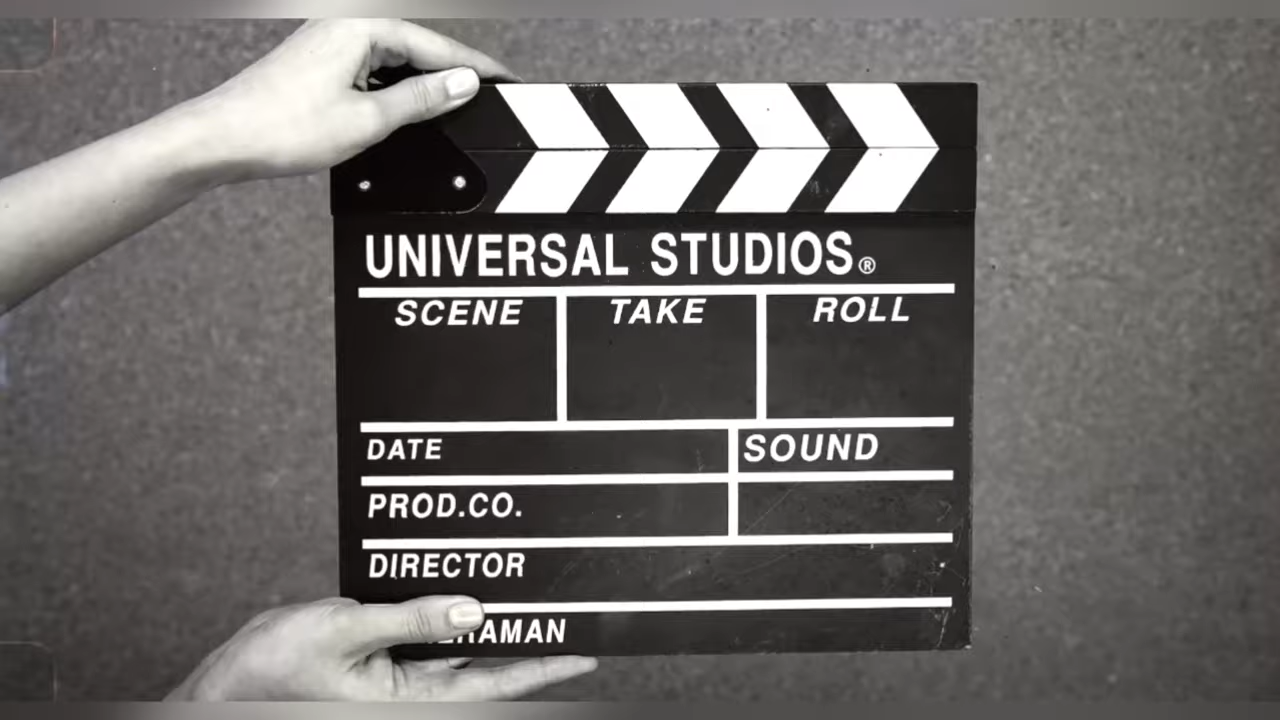 UNIVERSAL STUDIOS®
SCENE TAKE ROLL
DATE SOUND
PROD.CO.
DIRECTOR